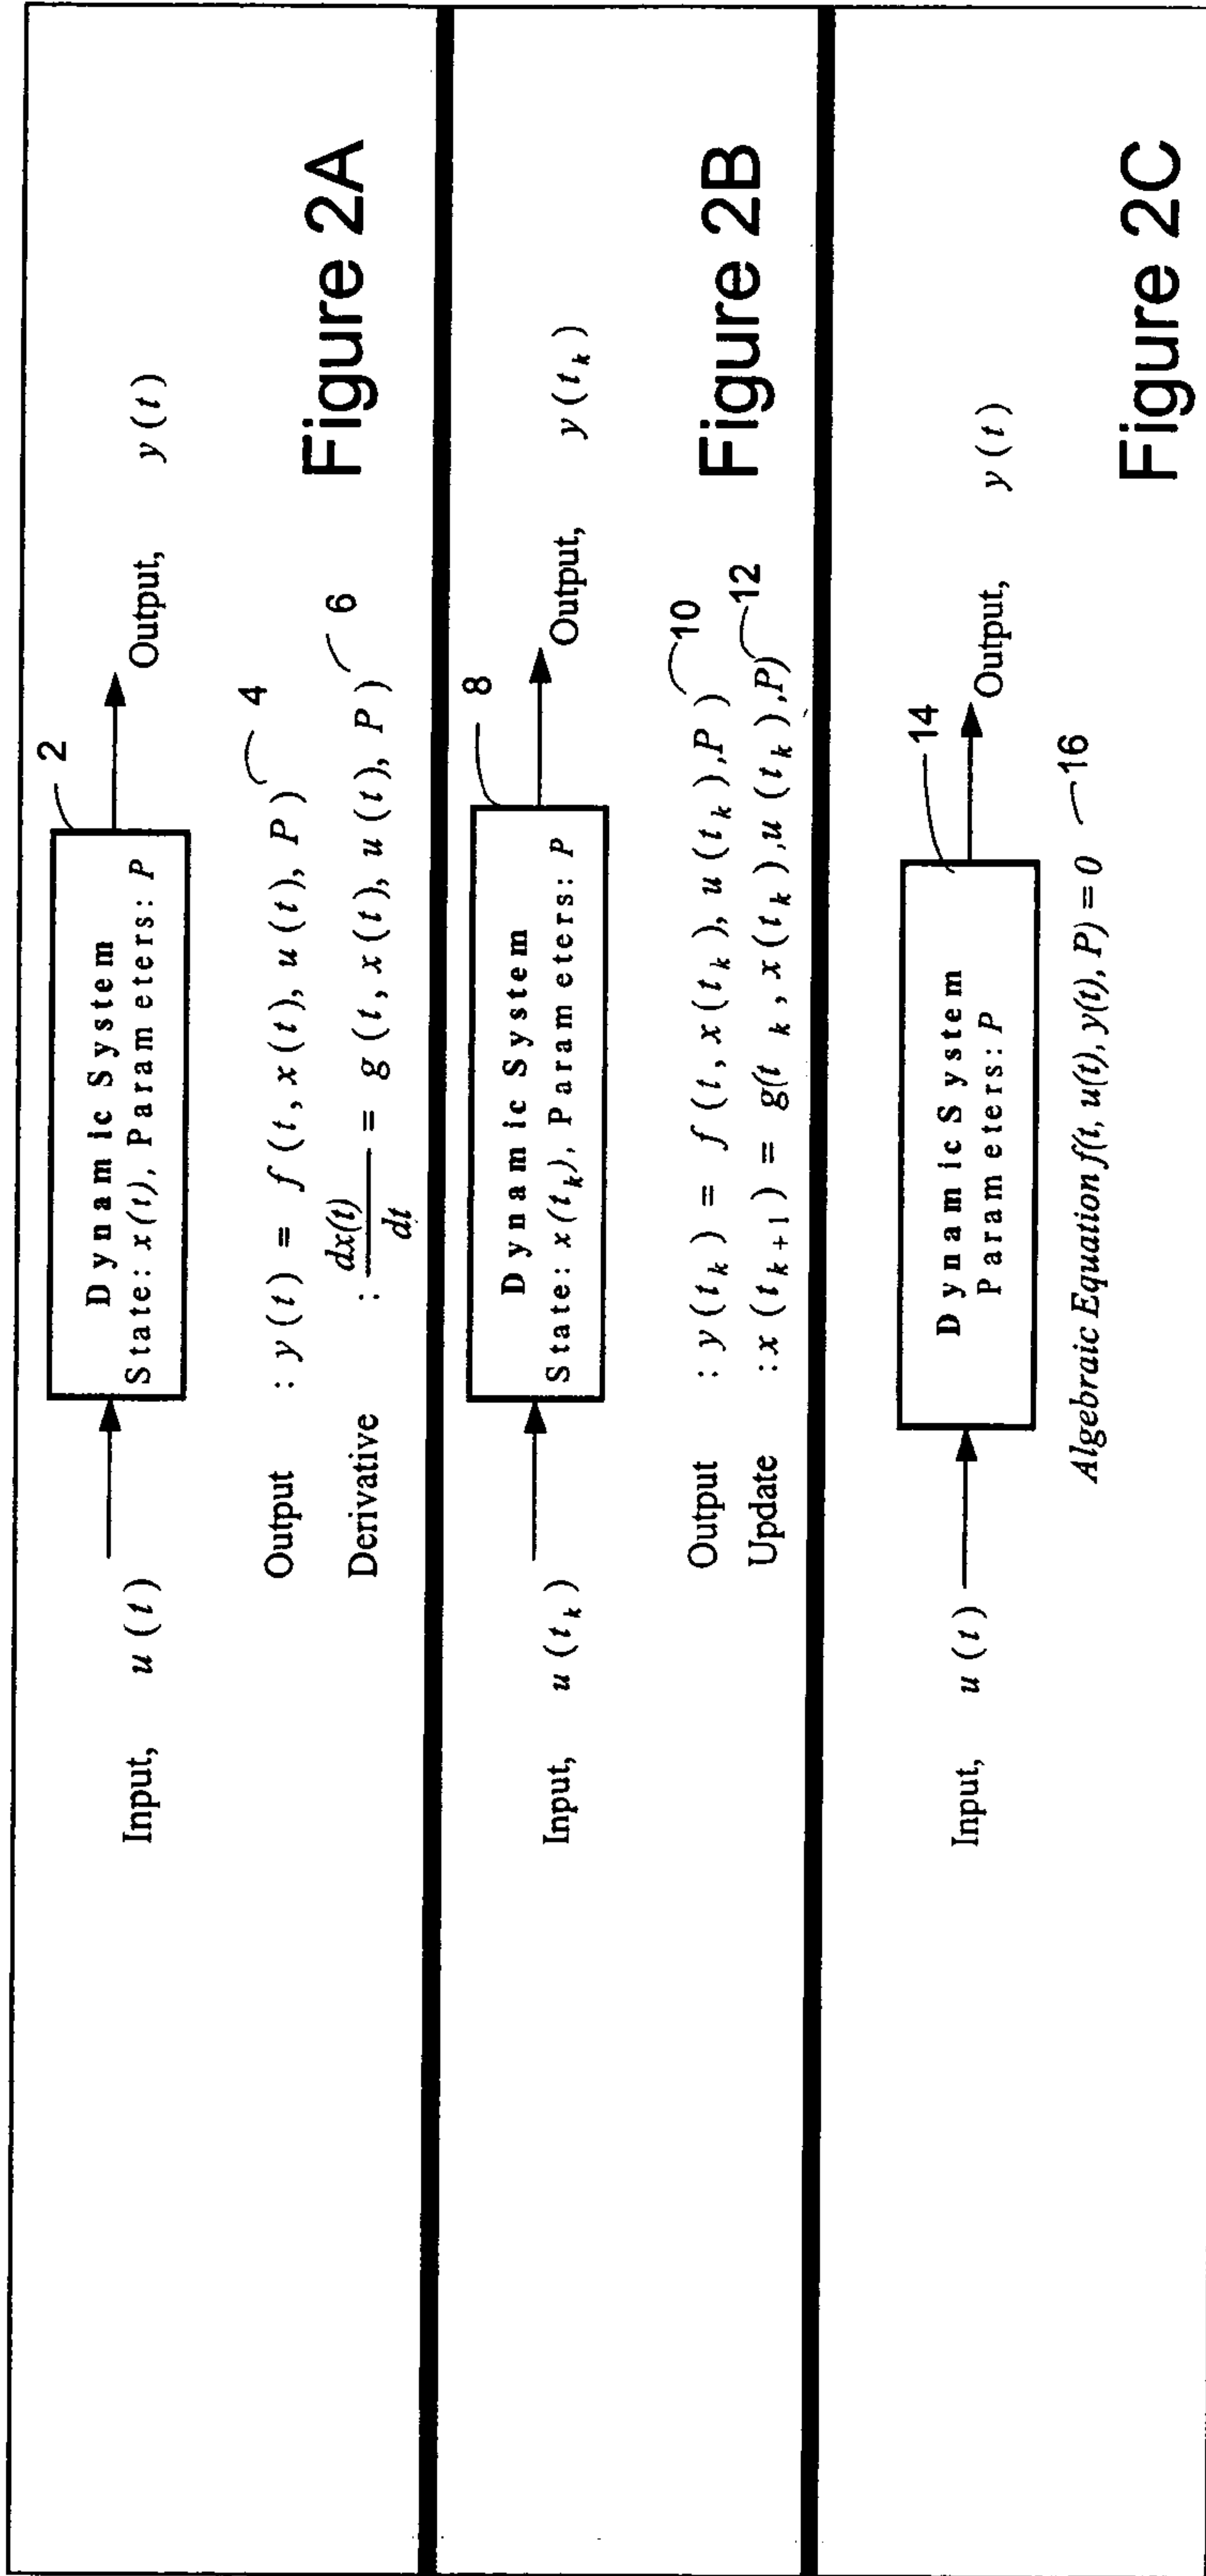 2
Dynamic System
State: x(t), Parameters: P
Input, u(t)
Output, y(t)
Output : y(t) = f(t, x(t), u(t), P) 4
Derivative : dx(t)/dt = g(t, x(t), u(t), P) 6
Figure 2A
8
Dynamic System
State: x(t_k), Parameters: P
Input, u(t_k)
Output, y(t_k)
Output : y(t_k) = f(t, x(t_k), u(t_k),P) 10
Update : x(t_{k+1}) = g(t_k, x(t_k),u(t_k),P) 12
Figure 2B
14
Dynamic System
Parameters: P
Input, u(t)
Output, y(t)
Algebraic Equation f(t, u(t), y(t), P) = 0 16
Figure 2C